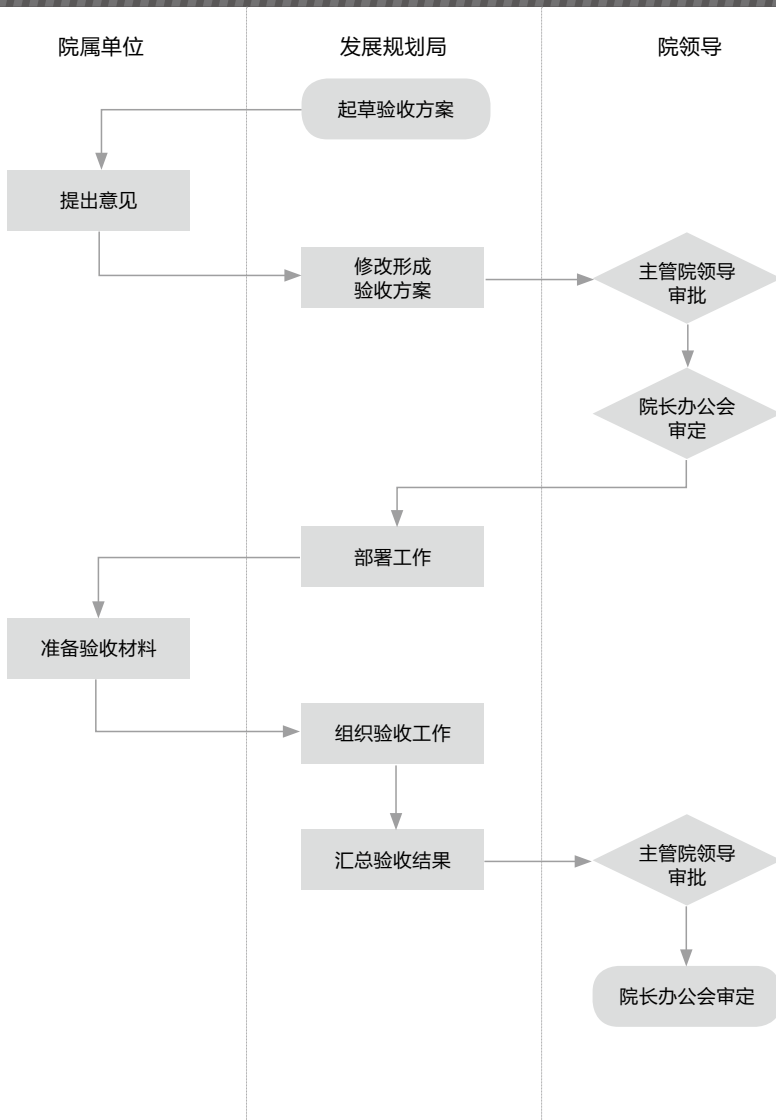 院属单位
发展规划局
院领导
起草验收方案
提出意见
修改形成
验收方案
主管院领导
审批
院长办公会
审定
部署工作
准备验收材料
组织验收工作
汇总验收结果
主管院领导
审批
院长办公会审定